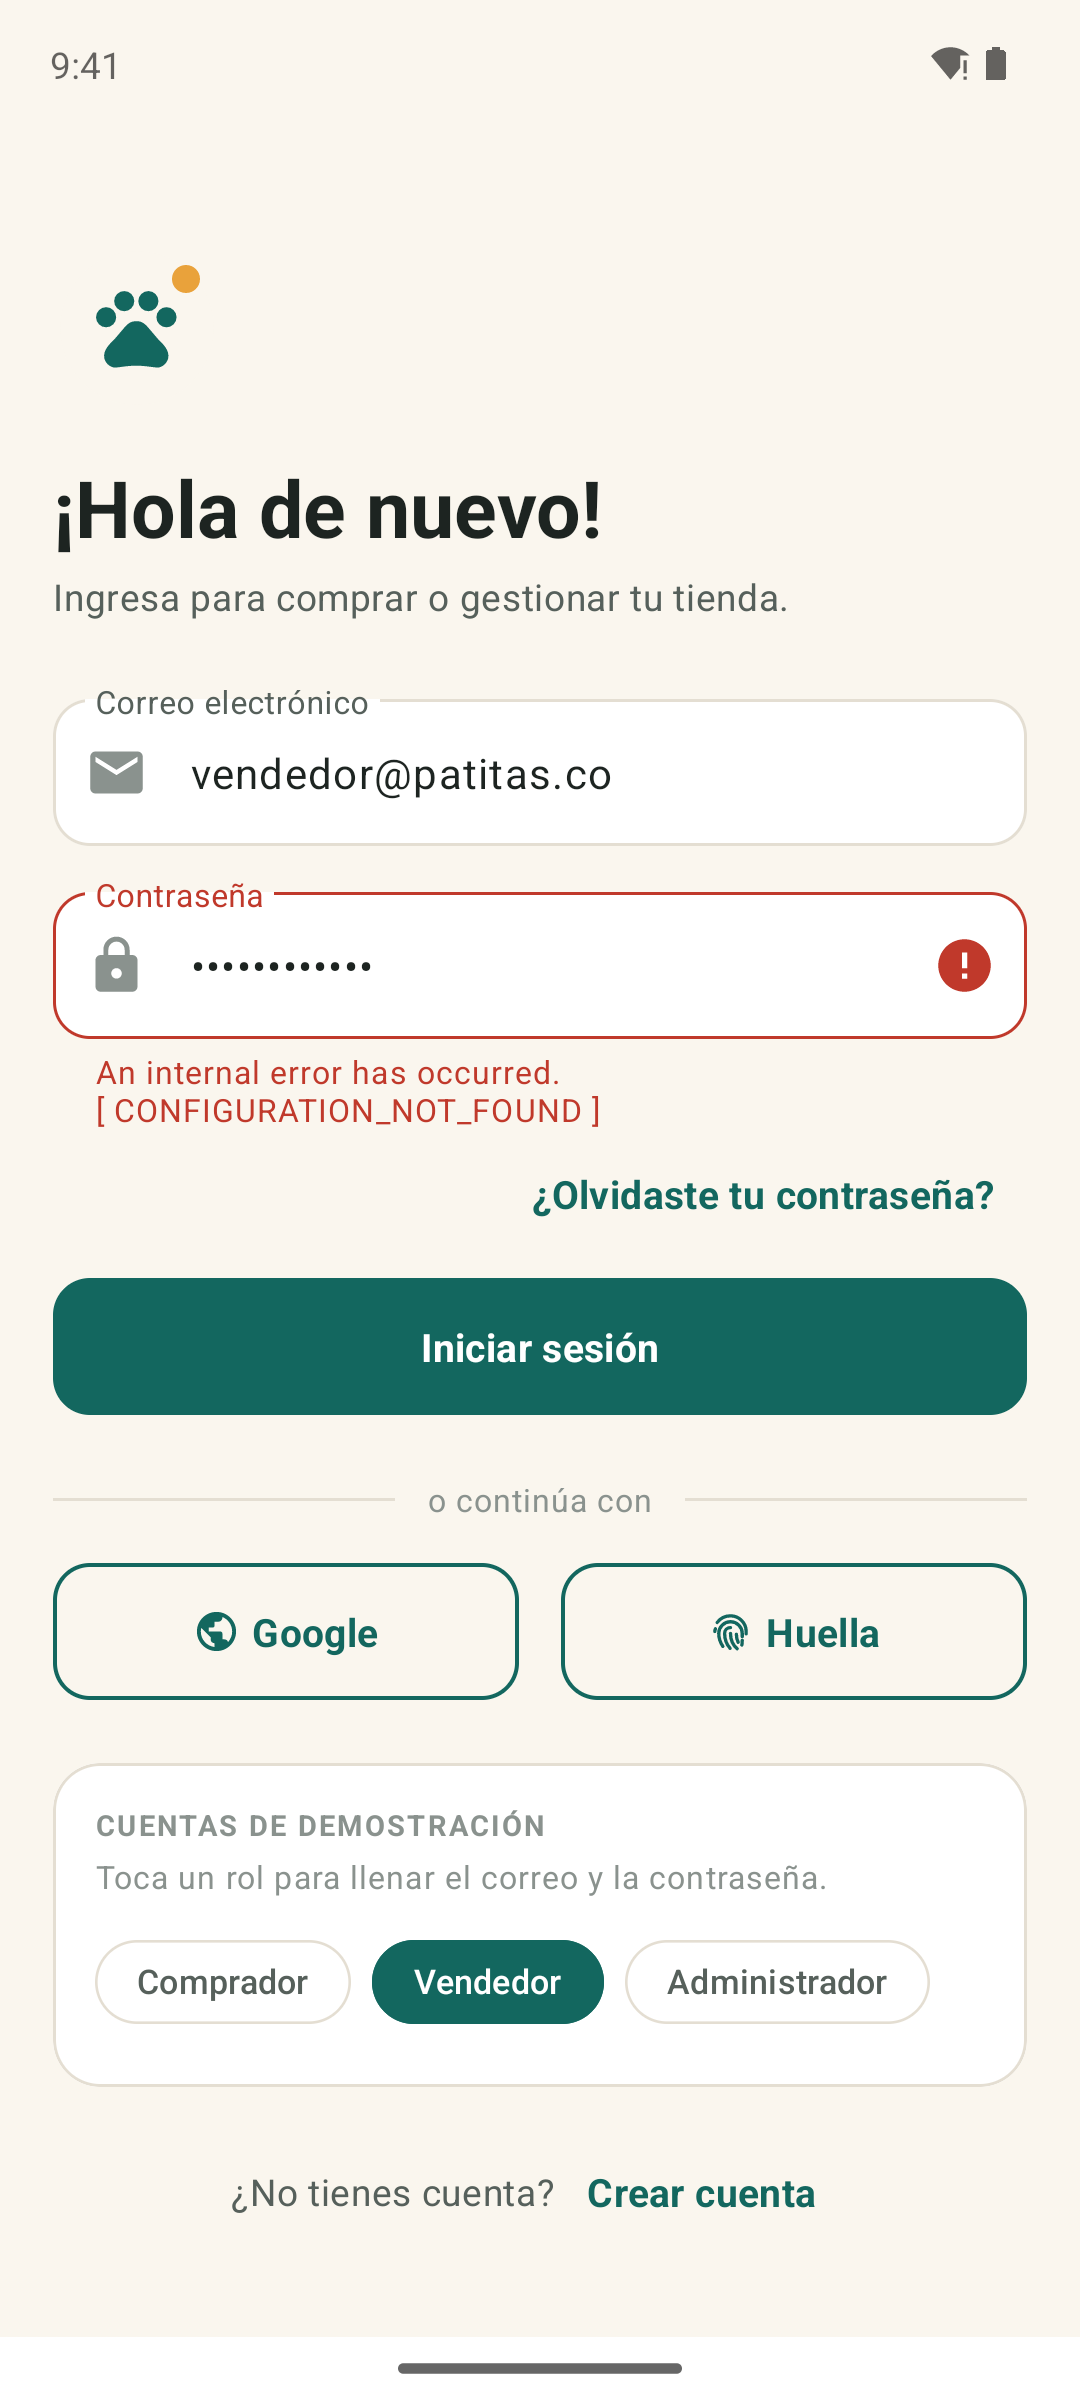 9:41
¡Hola de nuevo!
Ingresa para comprar o gestionar tu tienda.
Correo electrónico
vendedor@patitas.co
Contraseña
••••••••••••
An internal error has occurred.
[ CONFIGURATION_NOT_FOUND ]
¿Olvidaste tu contraseña?
Iniciar sesión
o continúa con
Google
Huella
CUENTAS DE DEMOSTRACIÓN
Toca un rol para llenar el correo y la contraseña.
Comprador
Vendedor
Administrador
¿No tienes cuenta? Crear cuenta